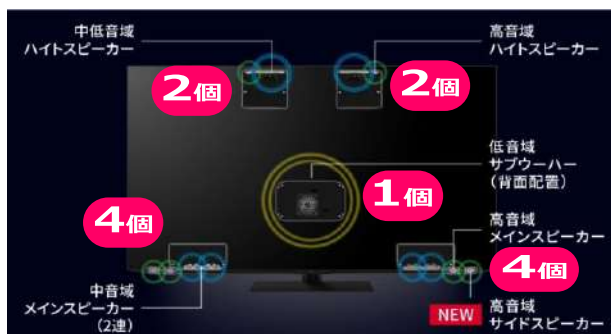 中低音域
ハイトスピーカー
高音域
ハイトスピーカー
2個
2個
低音域
サブウーハー
(背面配置)
1個
4個
高音域
メインスピーカー
4個
中音域
メインスピーカー
(2連)
NEW
高音域
サイドスピーカー